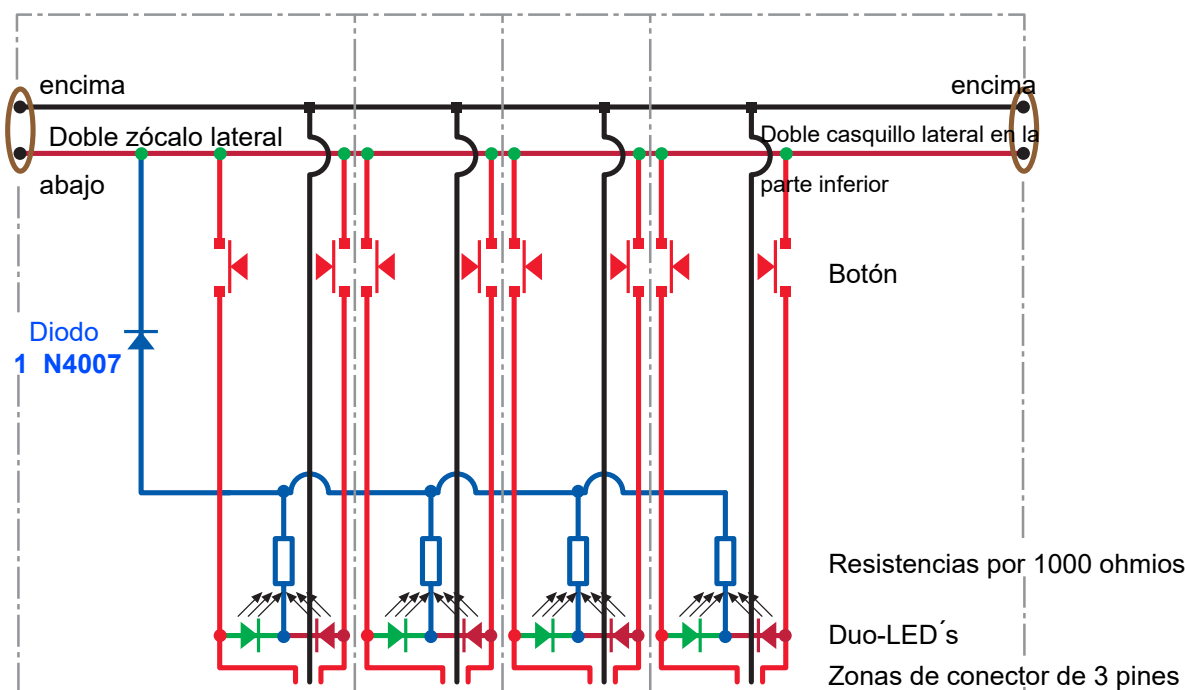 encima
encima
Doble zócalo lateral
Doble casquillo lateral en la
abajo
parte inferior
Botón
Diodo
1 N4007
Resistencias por 1000 ohmios
Duo-LED´s
Zonas de conector de 3 pines